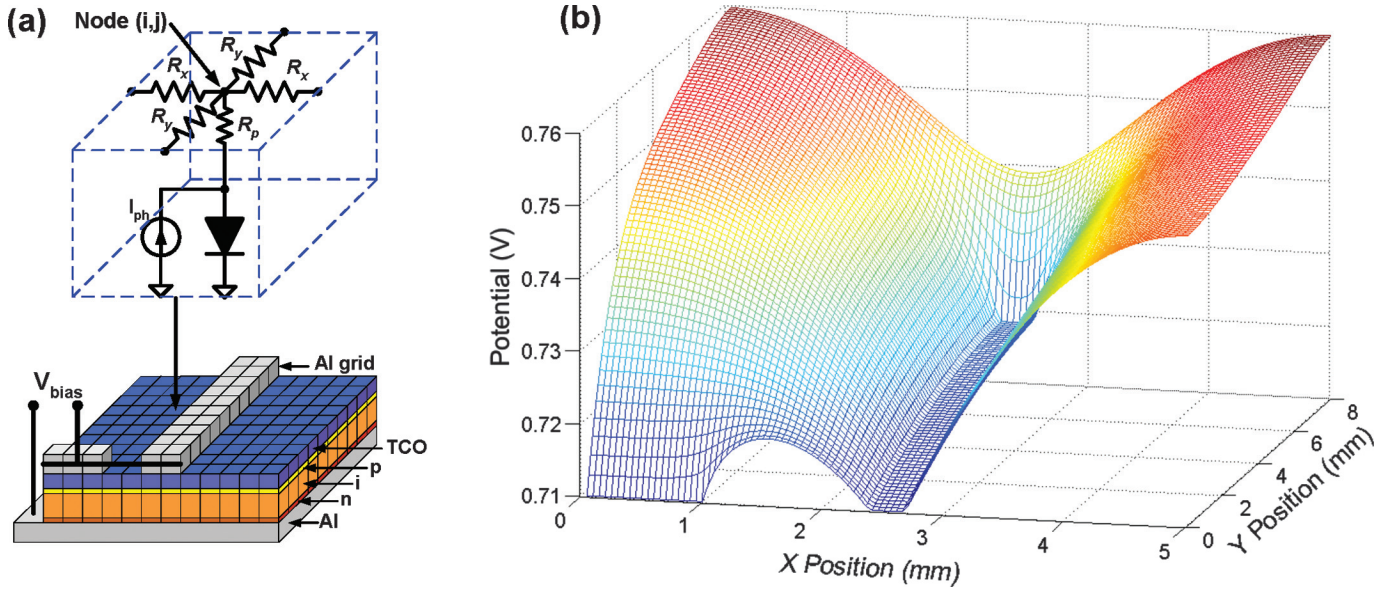 (a)
Node (i,j)
Ry
Rx
Rx
Ry
Rp
Iph
Al grid
Vbias
TCO
p
i
n
Al
(b)
0.76
0.75
0.74
0.73
0.72
0.71
Potential (V)
0
1
2
3
4
5
X Position (mm)
0
2
4
6
8
Y Position (mm)